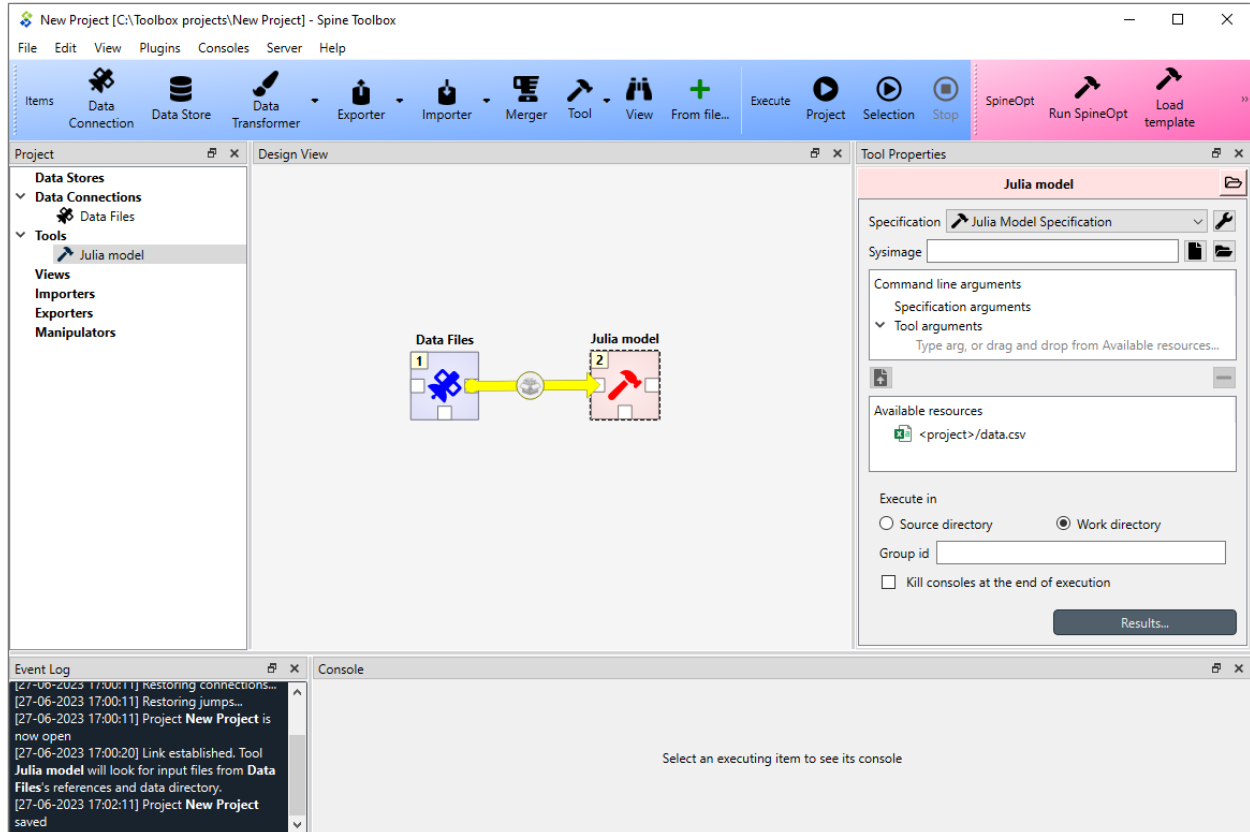 New Project [C:\Toolbox projects\New Project] - Spine Toolbox
File Edit View Plugins Consoles Server Help
Items
Data Connection
Data Store
Data Transformer
Exporter
Importer
Merger
Tool
View
From file...
Execute
Project
Selection
Stop
SpineOpt
Run SpineOpt
Load template
»
Project
Data Stores
Data Connections
Data Files
Tools
Julia model
Views
Importers
Exporters
Manipulators
Design View
Data Files
1
Julia model
2
Tool Properties
Julia model
Specification Julia Model Specification
Sysimage
Command line arguments
Specification arguments
Tool arguments
Type arg, or drag and drop from Available resources...
Available resources
<project>/data.csv
Execute in
Source directory Work directory
Group id
Kill consoles at the end of execution
Results...
Event Log
[27-06-2023 17:00:11] Restoring connections...
[27-06-2023 17:00:11] Restoring jumps...
[27-06-2023 17:00:11] Project New Project is
now open
[27-06-2023 17:00:20] Link established. Tool
Julia model will look for input files from Data
Files's references and data directory.
[27-06-2023 17:02:11] Project New Project
saved
Console
Select an executing item to see its console